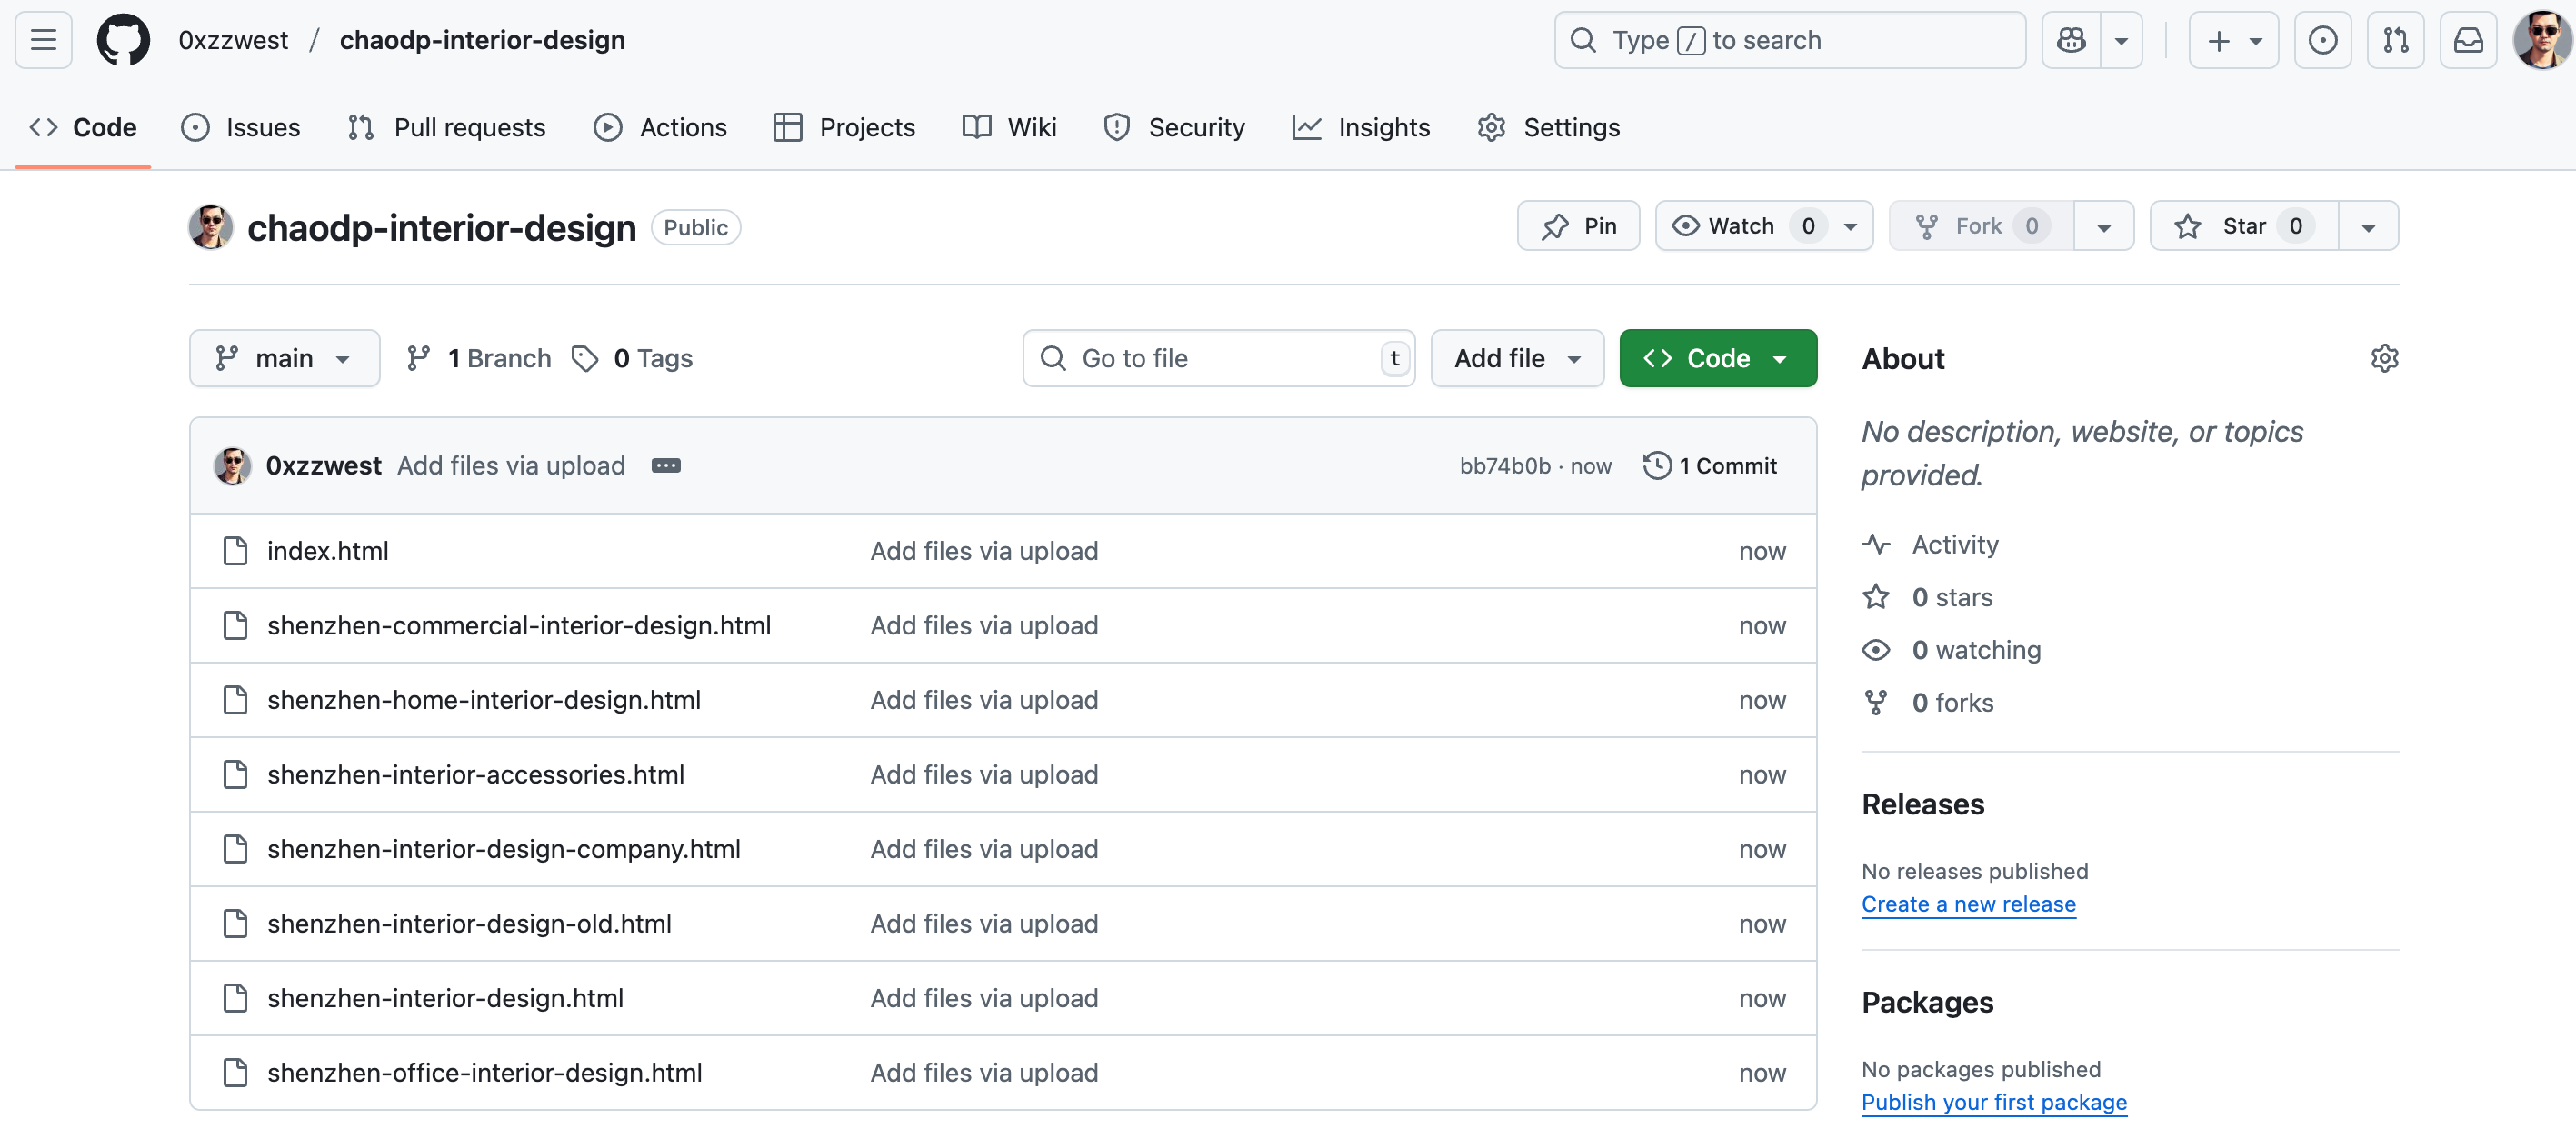 0xzzwest / chaodp-interior-design
Type / to search
Code Issues Pull requests Actions Projects Wiki Security Insights Settings
chaodp-interior-design Public
Pin Watch 0 Fork 0 Star 0
main 1 Branch 0 Tags Go to file t Add file Code
0xzzwest Add files via upload bb74b0b · now 1 Commit
index.html Add files via upload now
shenzhen-commercial-interior-design.html Add files via upload now
shenzhen-home-interior-design.html Add files via upload now
shenzhen-interior-accessories.html Add files via upload now
shenzhen-interior-design-company.html Add files via upload now
shenzhen-interior-design-old.html Add files via upload now
shenzhen-interior-design.html Add files via upload now
shenzhen-office-interior-design.html Add files via upload now
About
No description, website, or topics
provided.
Activity
0 stars
0 watching
0 forks
Releases
No releases published
Create a new release
Packages
No packages published
Publish your first package